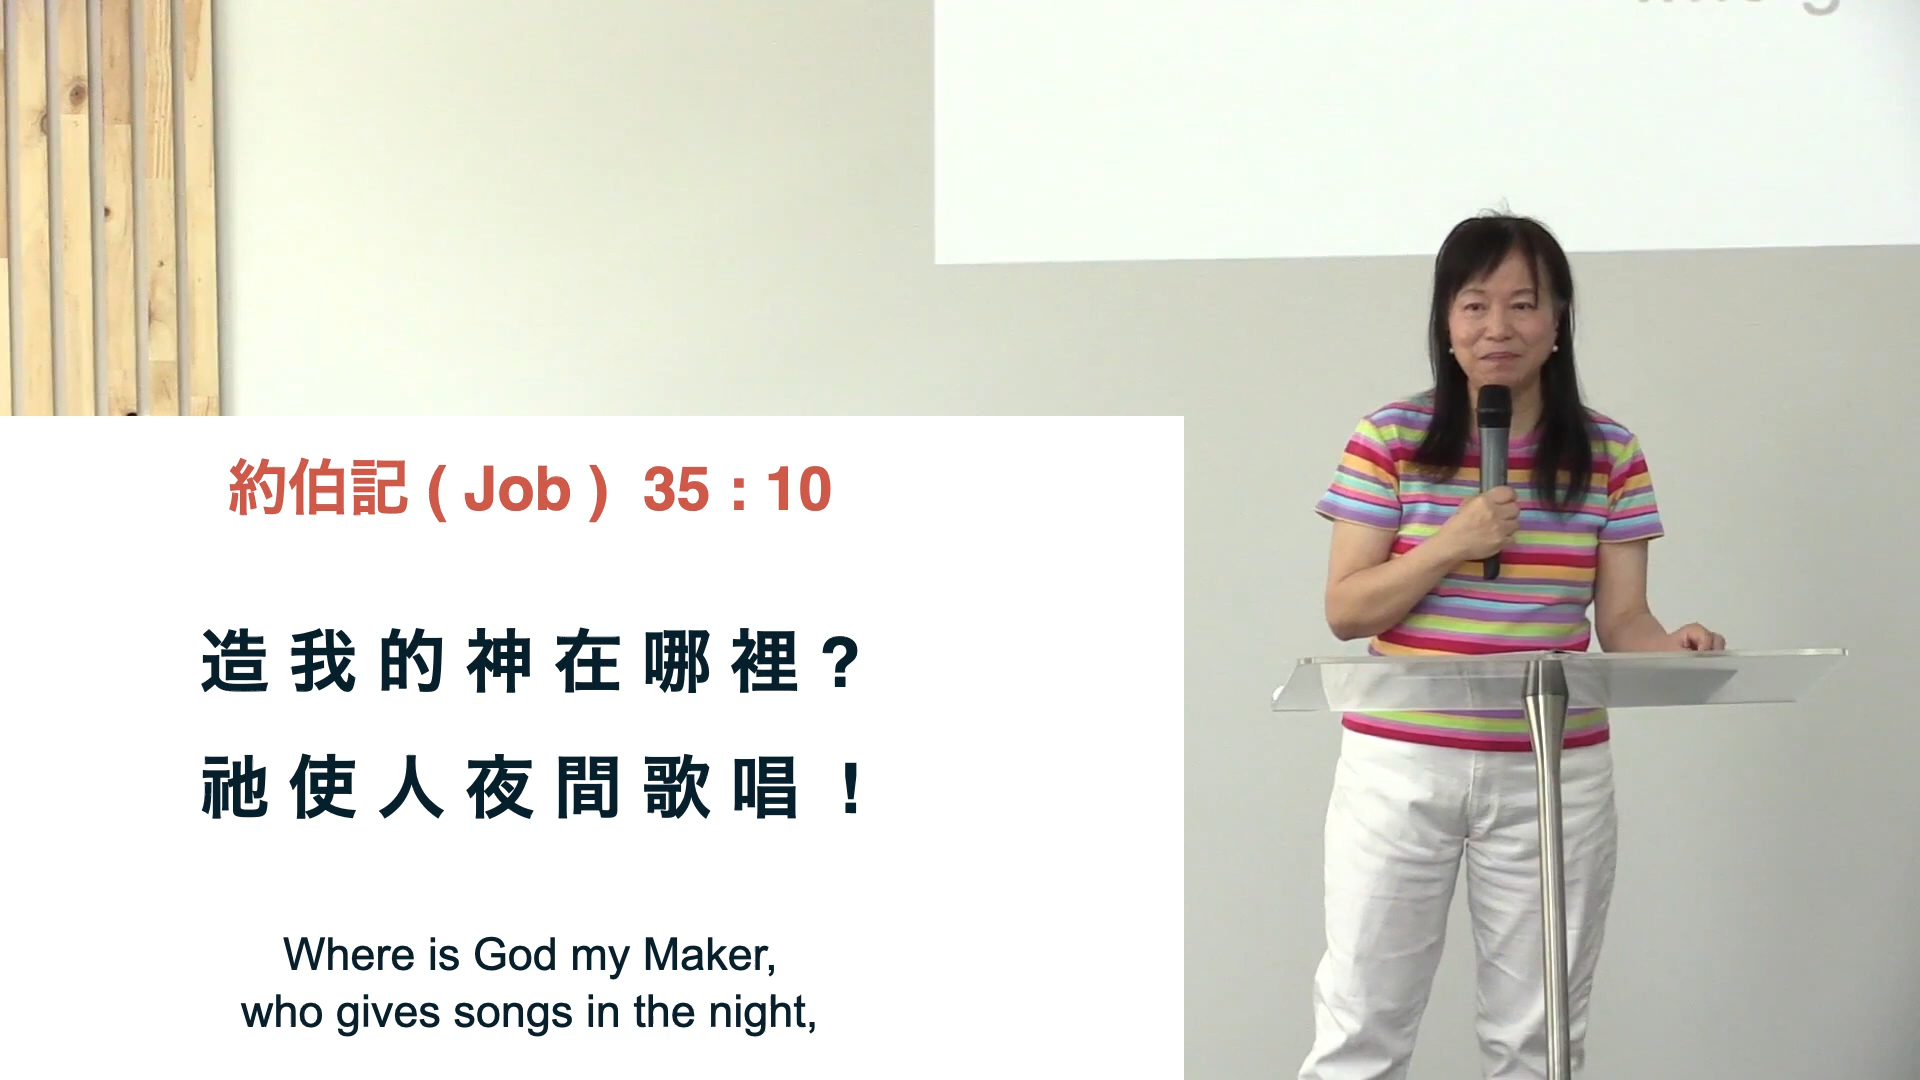 約伯記 ( Job ) 35 : 10
造我的神在哪裡?
祂使人夜間歌唱!
Where is God my Maker,
who gives songs in the night,